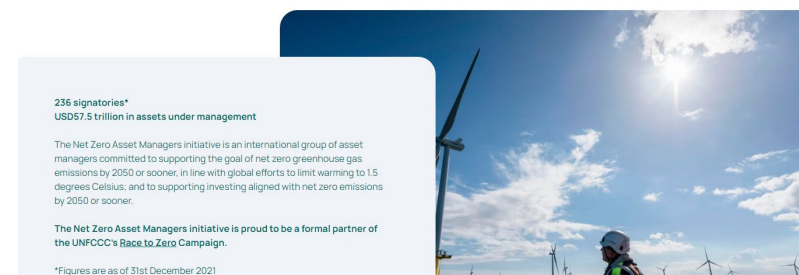 236 signatories*
USD57.5 trillion in assets under management
The Net Zero Asset Managers initiative is an international group of asset
managers committed to supporting the goal of net zero greenhouse gas
emissions by 2050 or sooner, in line with global efforts to limit warming to 1.5
degrees Celsius; and to supporting investing aligned with net zero emissions
by 2050 or sooner.
The Net Zero Asset Managers initiative is proud to be a formal partner of
the UNFCCC's Race to Zero Campaign.
*Figures are as of 31st December 2021